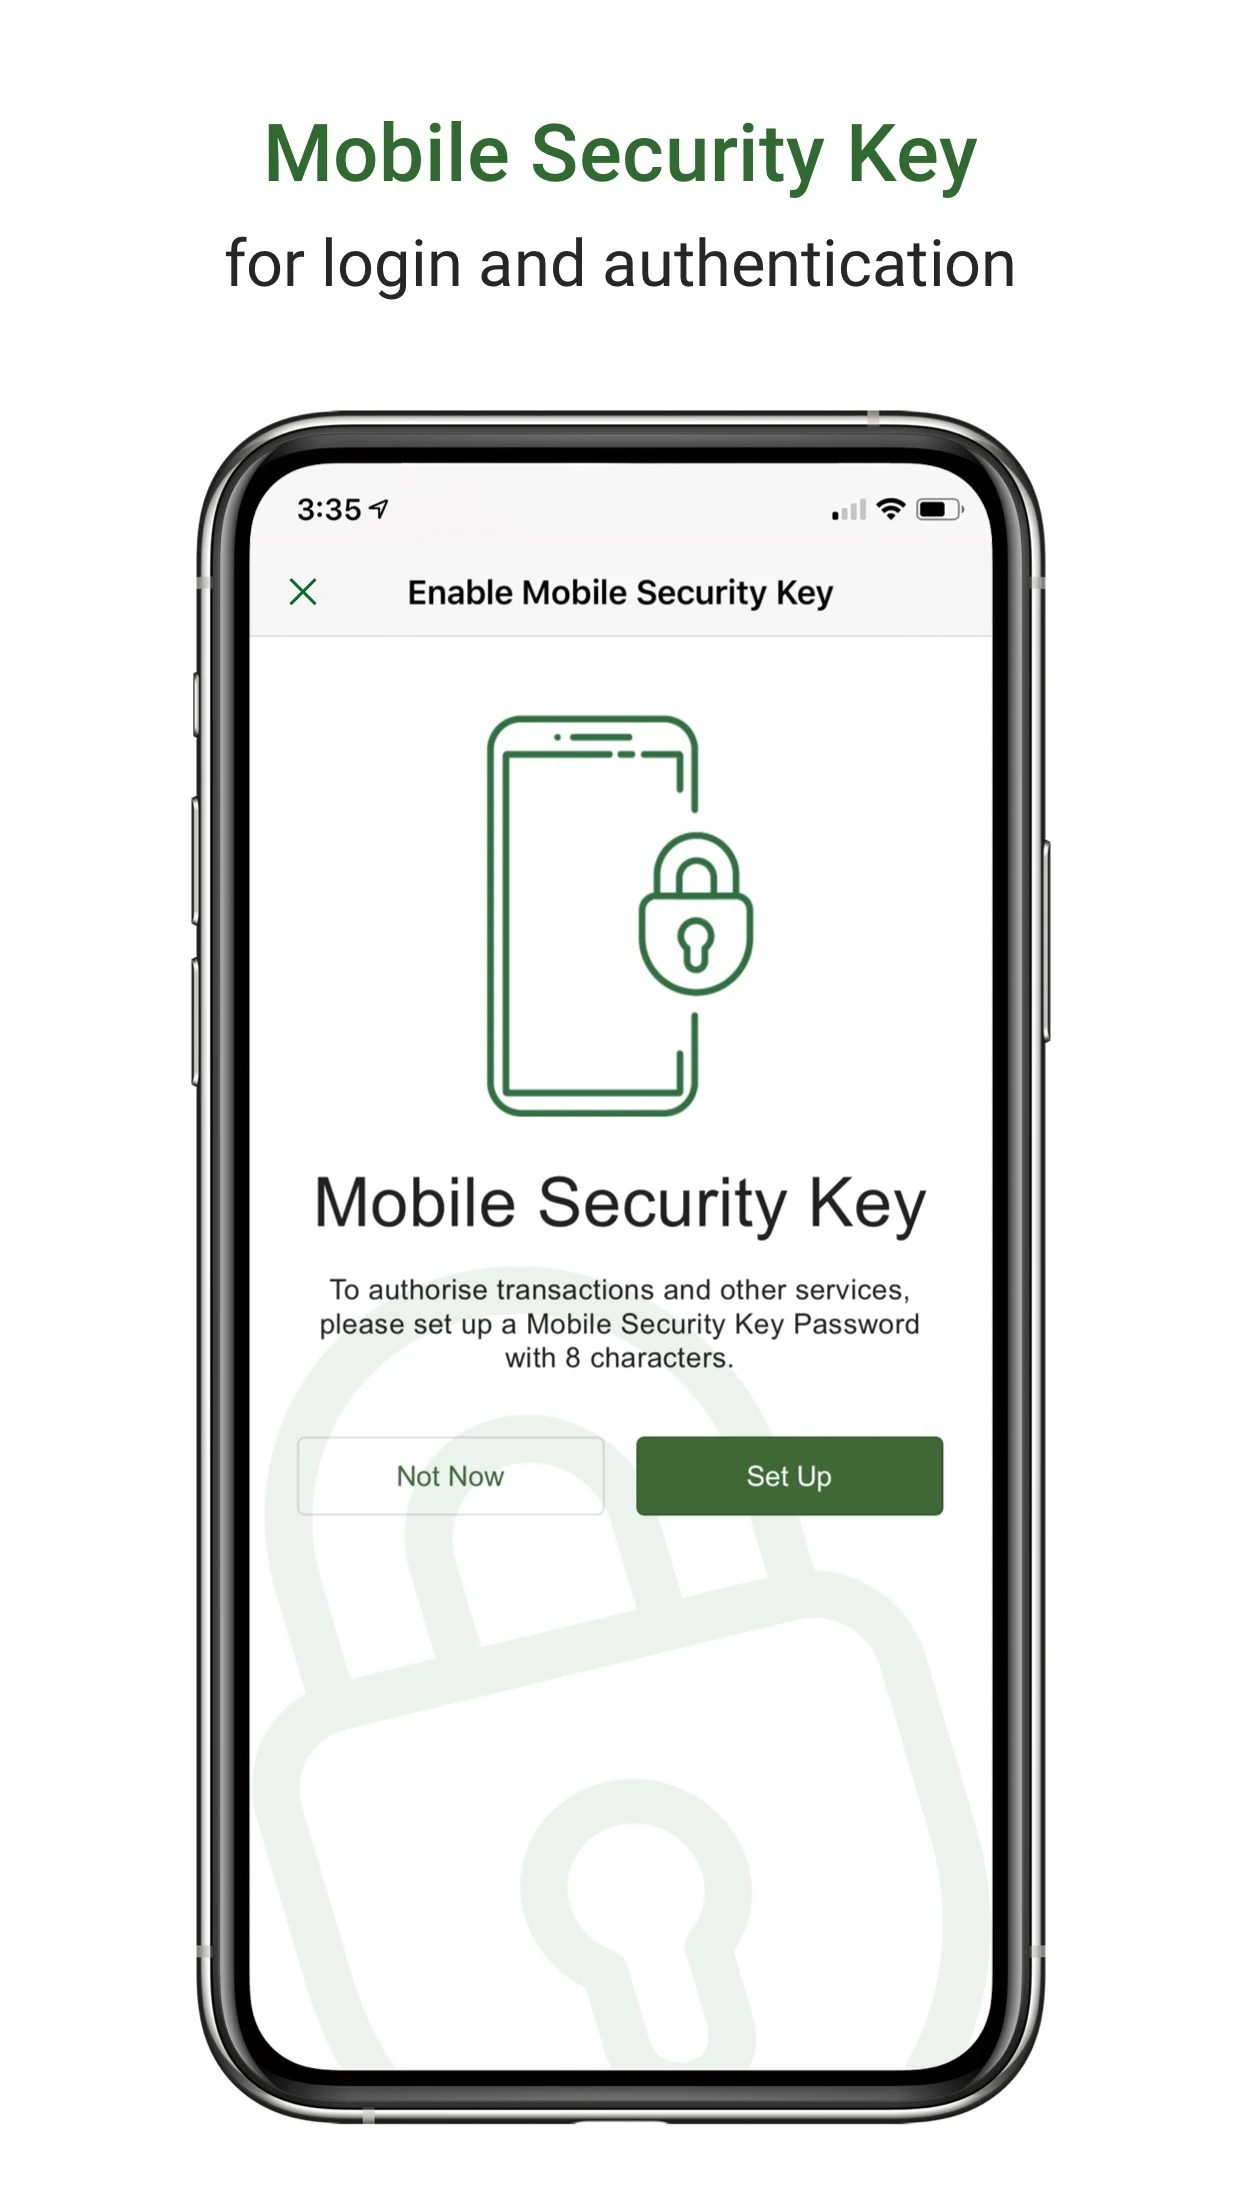 Mobile Security Key
for login and authentication
3:35
Enable Mobile Security Key
Mobile Security Key
To authorise transactions and other services,
please set up a Mobile Security Key Password
with 8 characters.
Not Now
Set Up